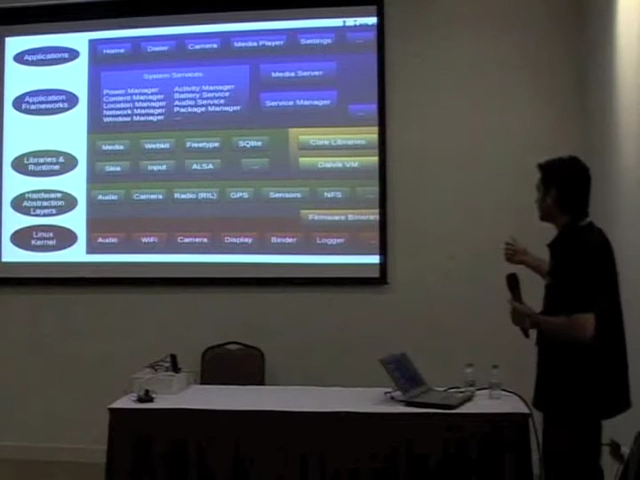 Applications
Home Dialer Camera Media Player Settings ...
Application
Frameworks
System Services
Power Manager
Content Manager
Location Manager
Network Manager
Window Manager
Activity Manager
Battery Service
Audio Service
Package Manager
...
Media Server
Service Manager
...
Libraries &
Runtime
Media Webkit Freetype SQlite
Skia Input ALSA ...
Core Libraries
Dalvik VM
Hardware
Abstraction
Layers
Audio Camera Radio (RIL) GPS Sensors NFS ...
Firmware Binaries
Linux
Kernel
Audio WiFi Camera Display Binder Logger ...